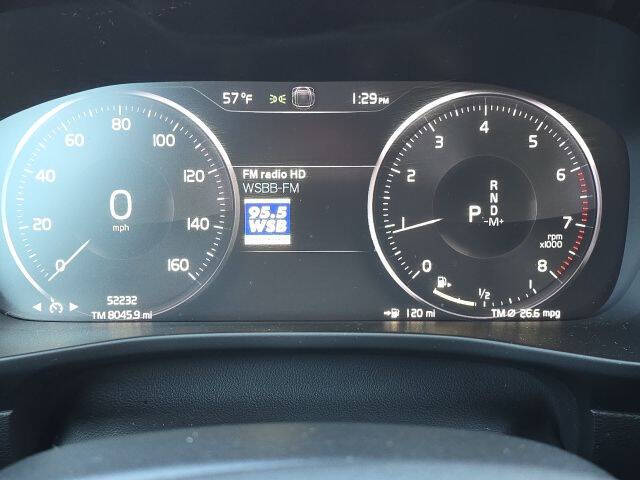 57°F 1:29PM
80
60 100
40 120
20 140
0 160
0
mph
52232
TM 8045.9 mi
FM radio HD
WSBB-FM
95.5
WSB
4
3 5
2 6
1 7
0 8
R
N
P D
-M+
rpm
x1000
1/2
120 mi
TM Ø 26.6 mpg